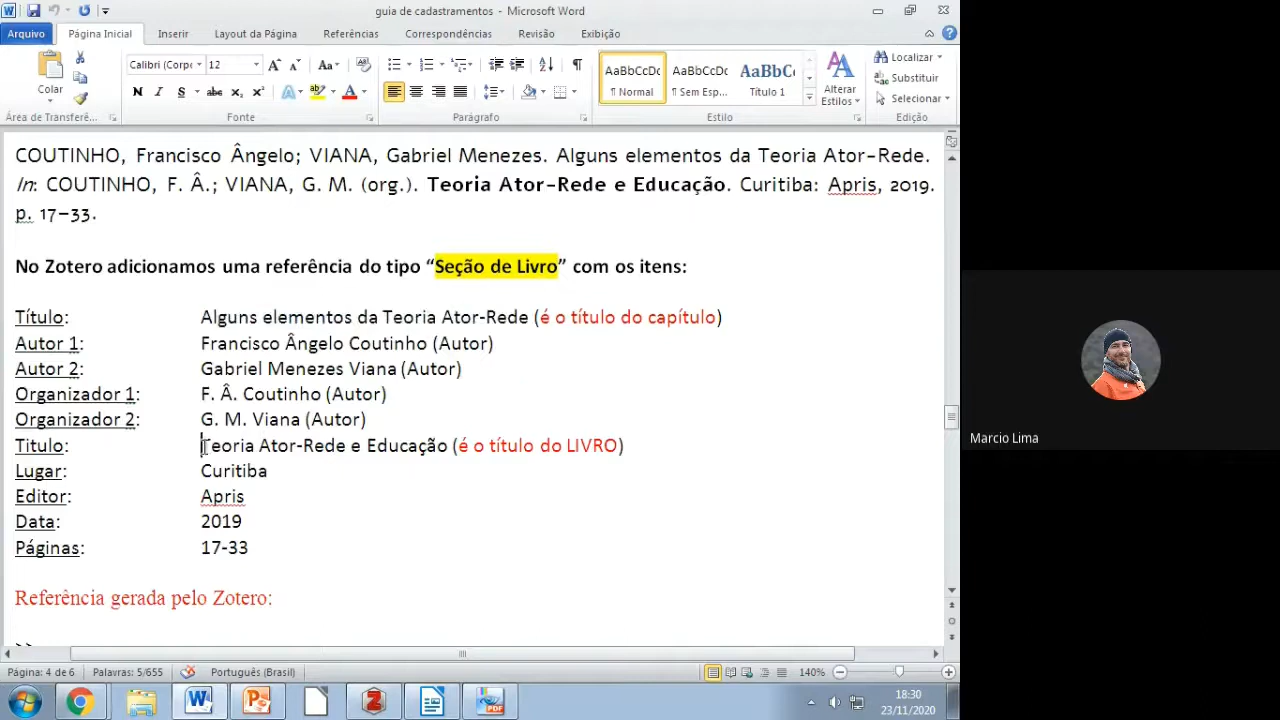 guia de cadastramentos - Microsoft Word
Arquivo Página Inicial Inserir Layout da Página Referências Correspondências Revisão Exibição
Colar
Calibri (Corpo 12
AaBbCcDc AaBbCcDc AaBbC
¶ Normal ¶ Sem Esp... Título 1
Alterar Estilos
Localizar
Substituir
Selecionar
Área de Transferê... Fonte Parágrafo Estilo Edição
COUTINHO, Francisco Ângelo; VIANA, Gabriel Menezes. Alguns elementos da Teoria Ator-Rede.
In: COUTINHO, F. Â.; VIANA, G. M. (org.). Teoria Ator-Rede e Educação. Curitiba: Apris, 2019.
p. 17-33.
No Zotero adicionamos uma referência do tipo “Seção de Livro” com os itens:
Título: Alguns elementos da Teoria Ator-Rede (é o título do capítulo)
Autor 1: Francisco Ângelo Coutinho (Autor)
Autor 2: Gabriel Menezes Viana (Autor)
Organizador 1: F. Â. Coutinho (Autor)
Organizador 2: G. M. Viana (Autor)
Titulo: Teoria Ator-Rede e Educação (é o título do LIVRO)
Lugar: Curitiba
Editor: Apris
Data: 2019
Páginas: 17-33
Referência gerada pelo Zotero:
Marcio Lima
Página: 4 de 6 Palavras: 5/655 Português (Brasil) 140%
18:30
23/11/2020